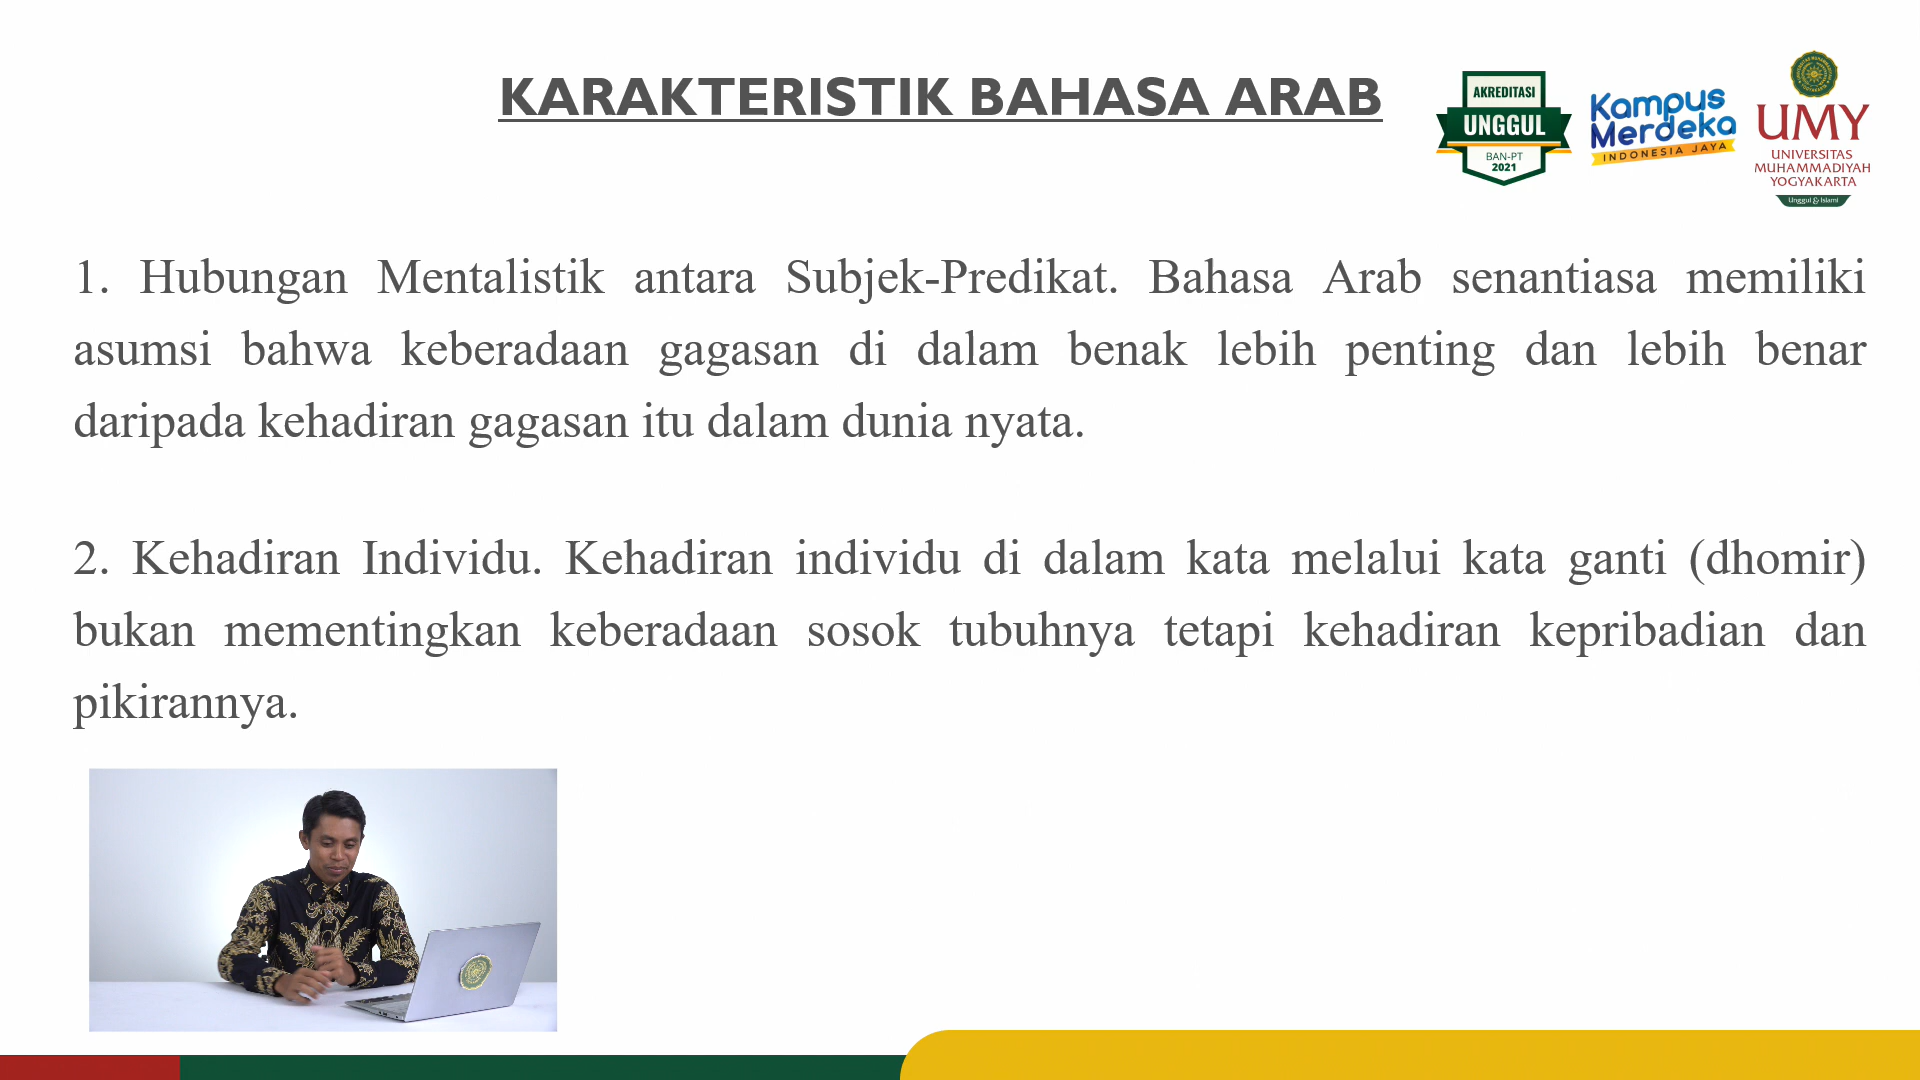 KARAKTERISTIK BAHASA ARAB
AKREDITASI
UNGGUL
BAN-PT
2021
Kampus
Merdeka
INDONESIA JAYA
UMY
UNIVERSITAS
MUHAMMADIYAH
YOGYAKARTA
Unggul & Islami
1. Hubungan Mentalistik antara Subjek-Predikat. Bahasa Arab senantiasa memiliki
asumsi bahwa keberadaan gagasan di dalam benak lebih penting dan lebih benar
daripada kehadiran gagasan itu dalam dunia nyata.
2. Kehadiran Individu. Kehadiran individu di dalam kata melalui kata ganti (dhomir)
bukan mementingkan keberadaan sosok tubuhnya tetapi kehadiran kepribadian dan
pikirannya.